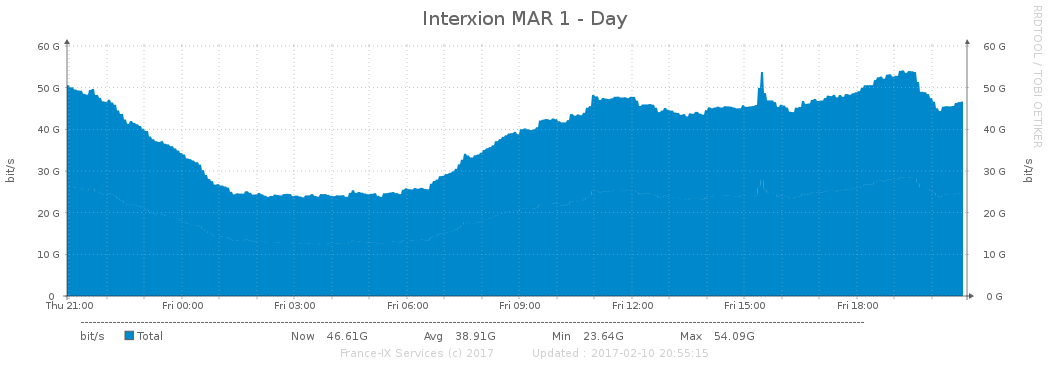 Interxion MAR 1 - Day
RRDTOOL / TOBI OETIKER
60 G 60 G
50 G 50 G
40 G 40 G
30 G 30 G
20 G 20 G
10 G 10 G
0 0 G
bit/s bit/s
Thu 21:00 Fri 00:00 Fri 03:00 Fri 06:00 Fri 09:00 Fri 12:00 Fri 15:00 Fri 18:00
bit/s Total Now 46.61G Avg 38.91G Min 23.64G Max 54.09G
France-IX Services (c) 2017 Updated : 2017-02-10 20:55:15